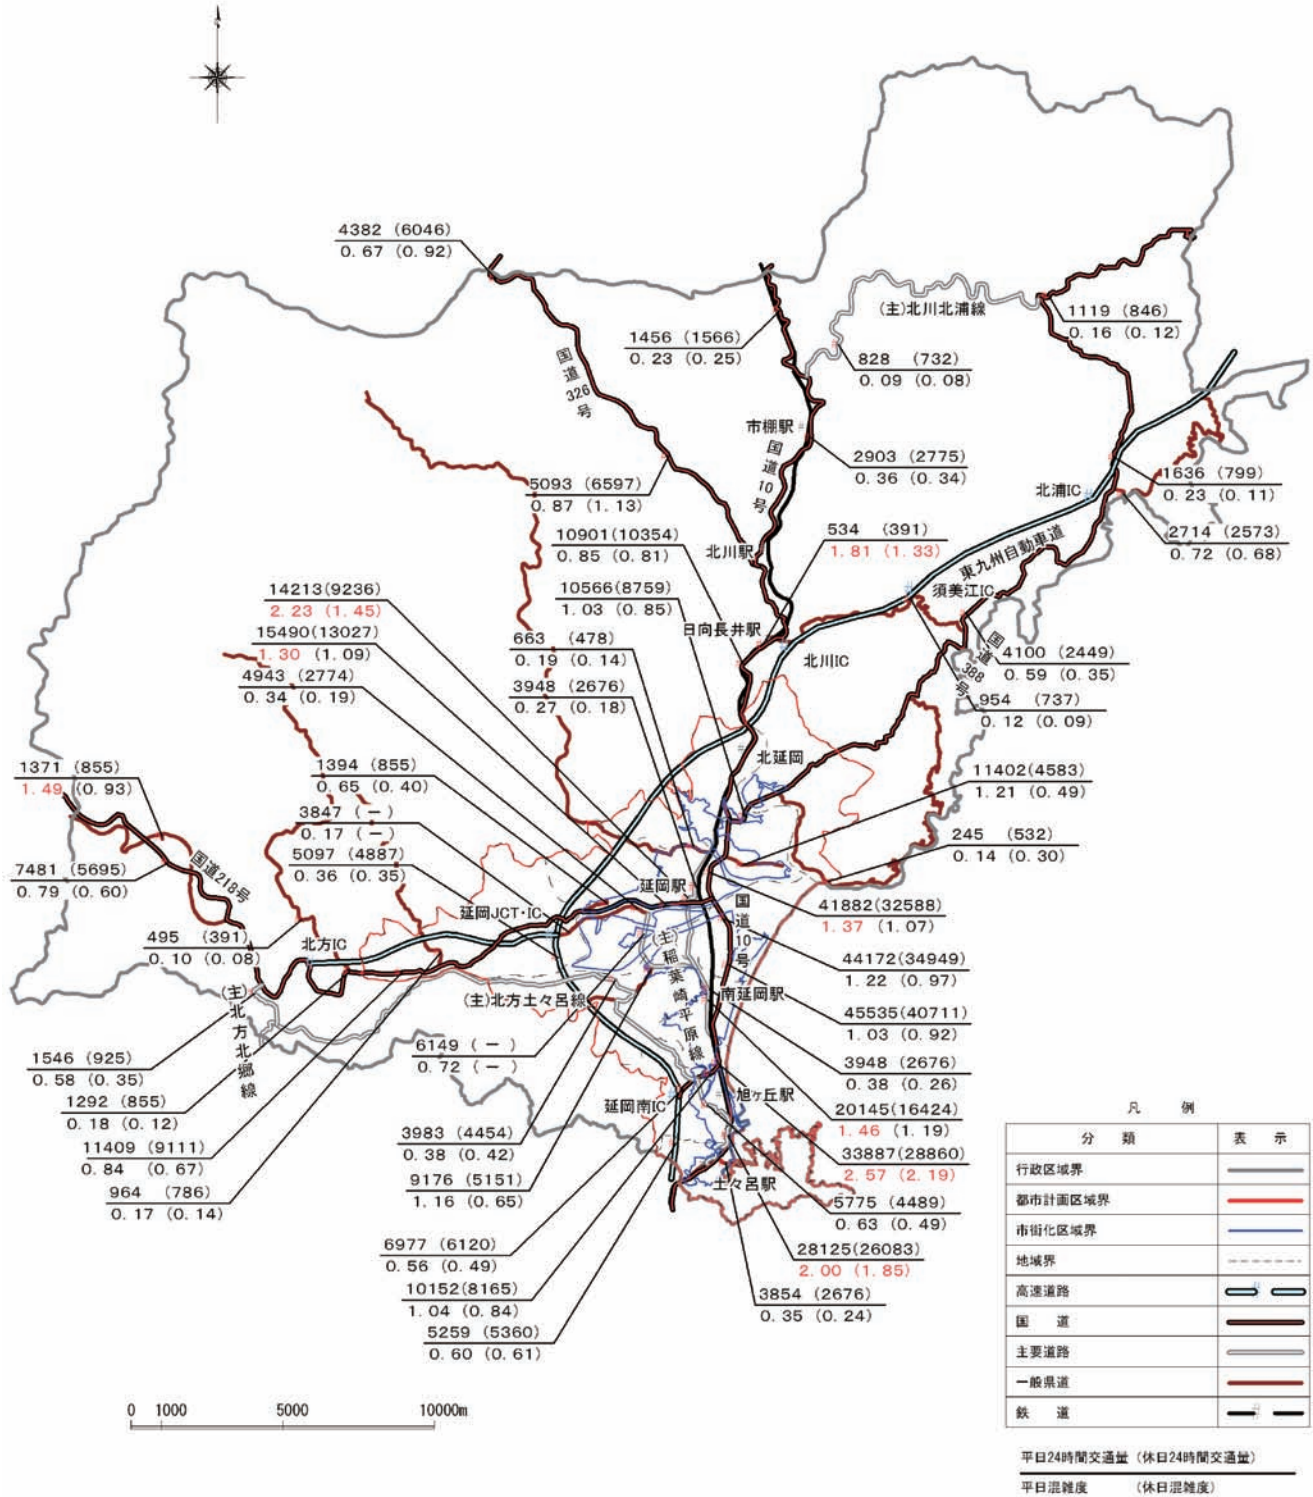 4382 (6046)
0.67 (0.92)
1456 (1566)
0.23 (0.25)
(主)北川北浦線
1119 (846)
0.16 (0.12)
828 (732)
0.09 (0.08)
国道326号
市棚駅
国道10号
2903 (2775)
0.36 (0.34)
1636 (799)
0.23 (0.11)
北浦IC
5093 (6597)
0.87 (1.13)
534 (391)
1.81 (1.33)
2714 (2573)
0.72 (0.68)
10901(10354)
0.85 (0.81)
北川駅
東九州自動車道
須美江IC
14213(9236)
2.23 (1.45)
10566(8759)
1.03 (0.85)
15490(13027)
1.30 (1.09)
663 (478)
0.19 (0.14)
日向長井駅
北川IC
国道388号
4100 (2449)
0.59 (0.35)
4943 (2774)
0.34 (0.19)
3948 (2676)
0.27 (0.18)
954 (737)
0.12 (0.09)
北延岡
1371 (855)
1.49 (0.93)
1394 (855)
0.65 (0.40)
11402(4583)
1.21 (0.49)
3847 (－)
0.17 (－)
245 (532)
0.14 (0.30)
7481 (5695)
0.79 (0.60)
国道218号
5097 (4887)
0.36 (0.35)
延岡駅
41882(32588)
1.37 (1.07)
延岡JCT・IC
495 (391)
0.10 (0.08)
北方IC
(主)稲葉崎平原線
国道10号
44172(34949)
1.22 (0.97)
(主)北方北郷線
(主)北方土々呂線
南延岡駅
45535(40711)
1.03 (0.92)
1546 (925)
0.58 (0.35)
6149 (－)
0.72 (－)
3948 (2676)
0.38 (0.26)
1292 (855)
0.18 (0.12)
延岡南IC
旭ヶ丘駅
20145(16424)
1.46 (1.19)
11409 (9111)
0.84 (0.67)
3983 (4454)
0.38 (0.42)
33887(28860)
2.57 (2.19)
964 (786)
0.17 (0.14)
9176 (5151)
1.16 (0.65)
土々呂駅
5775 (4489)
0.63 (0.49)
6977 (6120)
0.56 (0.49)
28125(26083)
2.00 (1.85)
10152(8165)
1.04 (0.84)
3854 (2676)
0.35 (0.24)
5259 (5360)
0.60 (0.61)
0 1000 5000 10000m
凡例
分類 表示
行政区域界
都市計画区域界
市街化区域界
地域界
高速道路
国道
主要道路
一般県道
鉄道
平日24時間交通量 (休日24時間交通量)
平日混雑度 (休日混雑度)